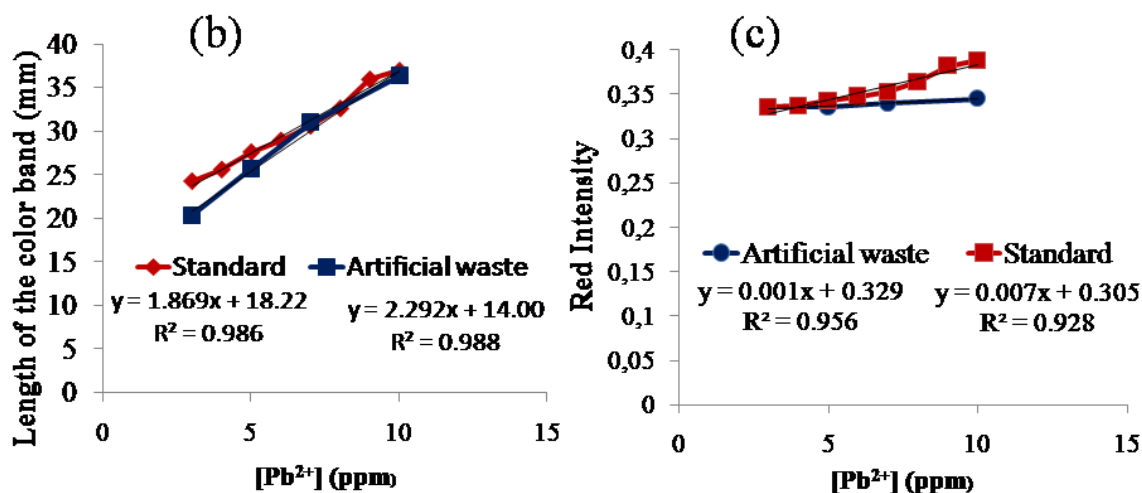 (b)
Length of the color band (mm)
40
35
30
25
20
15
10
5
0
Standard
Artificial waste
y = 1.869x + 18.22
R² = 0.986
y = 2.292x + 14.00
R² = 0.988
0
5
10
15
[Pb²⁺] (ppm)
(c)
Red Intensity
0,4
0,35
0,3
0,25
0,2
0,15
0,1
0,05
0
Artificial waste
Standard
y = 0.001x + 0.329
R² = 0.956
y = 0.007x + 0.305
R² = 0.928
0
5
10
15
[Pb²⁺] (ppm)